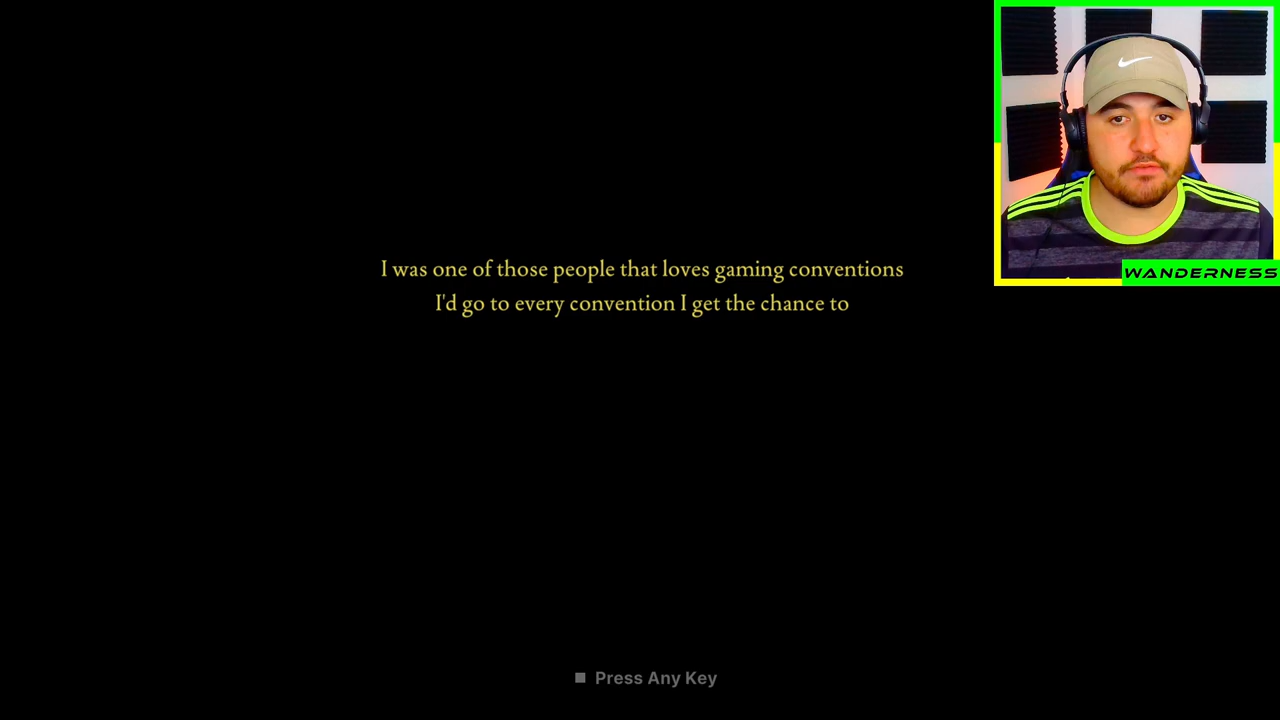 I was one of those people that loves gaming conventions
I'd go to every convention I get the chance to
WANDERNESS
Press Any Key